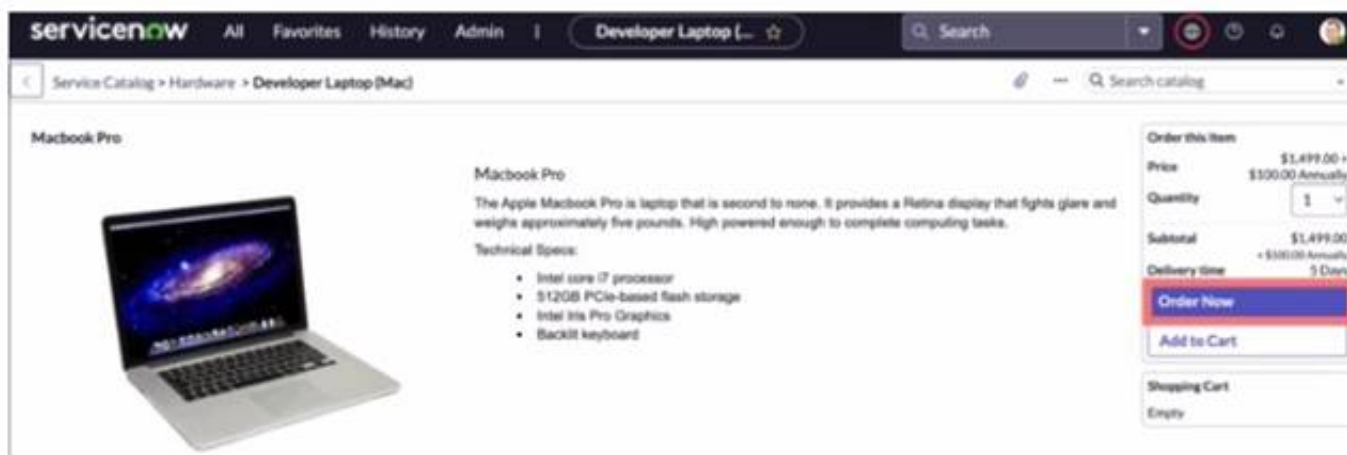 servicenow All Favorites History Admin Developer Laptop (... Search
Service Catalog > Hardware > Developer Laptop (Mac) Search catalog
Macbook Pro
Macbook Pro
The Apple Macbook Pro is laptop that is second to none. It provides a Retina display that fights glare and
weighs approximately five pounds. High powered enough to complete computing tasks.
Technical Specs:
• Intel core i7 processor
• 512GB PCIe-based flash storage
• Intel Iris Pro Graphics
• Backlit keyboard
Order this Item
Price $1,499.00 +
$100.00 Annually
Quantity 1
Subtotal $1,499.00
+ $100.00 Annually
Delivery time 5 Days
Order Now
Add to Cart
Shopping Cart
Empty